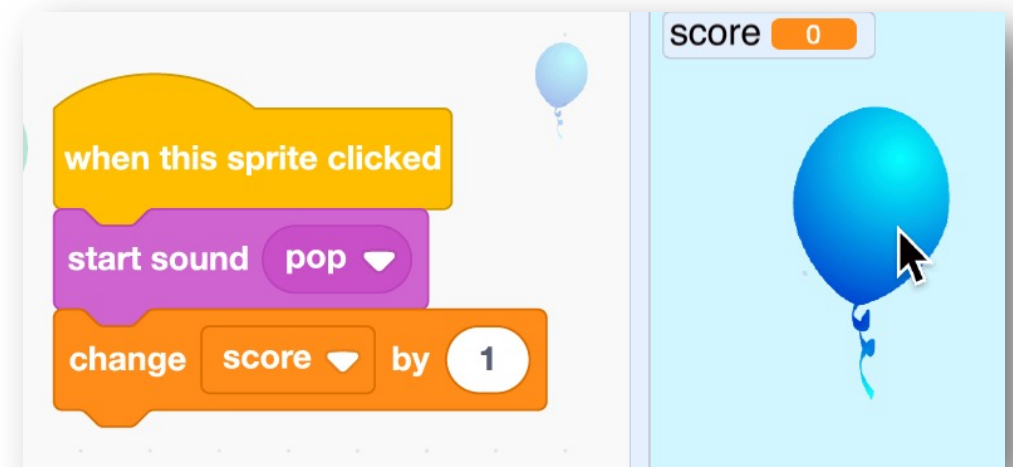 score 0
when this sprite clicked
start sound pop
change score by 1